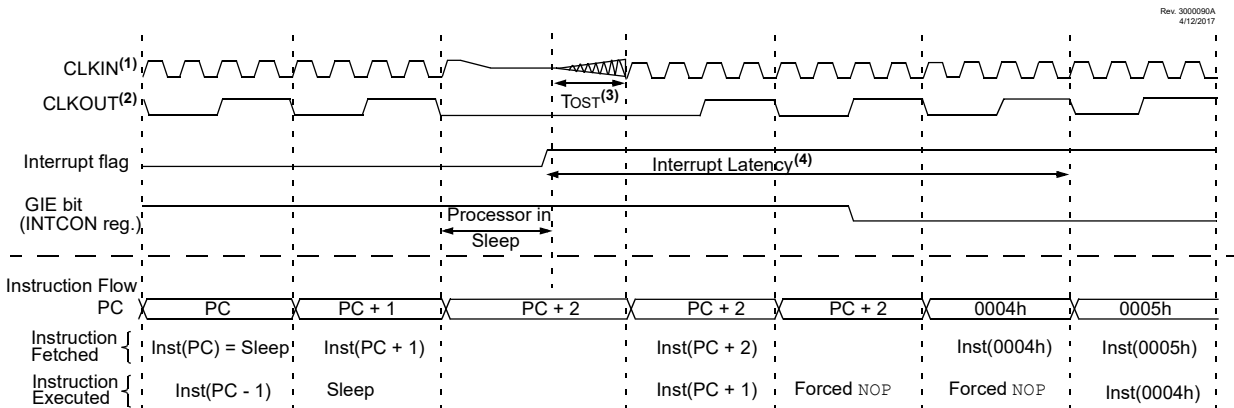 Rev. 3000090A
4/12/2017
CLKIN(1)
CLKOUT(2)
TOST(3)
Interrupt flag
Interrupt Latency(4)
GIE bit
(INTCON reg.)
Processor in
Sleep
Instruction Flow
PC PC PC + 1 PC + 2 PC + 2 PC + 2 0004h 0005h
Instruction
Fetched { Inst(PC) = Sleep Inst(PC + 1) Inst(PC + 2) Inst(0004h) Inst(0005h)
Instruction
Executed { Inst(PC - 1) Sleep Inst(PC + 1) Forced NOP Forced NOP Inst(0004h)